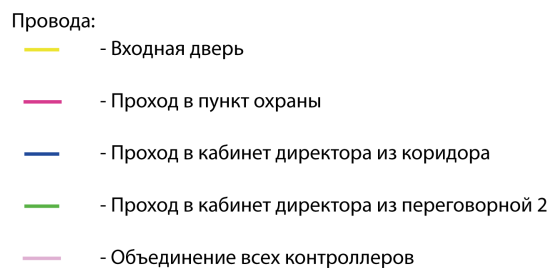 Провода:
- Входная дверь
- Проход в пункт охраны
- Проход в кабинет директора из коридора
- Проход в кабинет директора из переговорной 2
- Объединение всех контроллеров